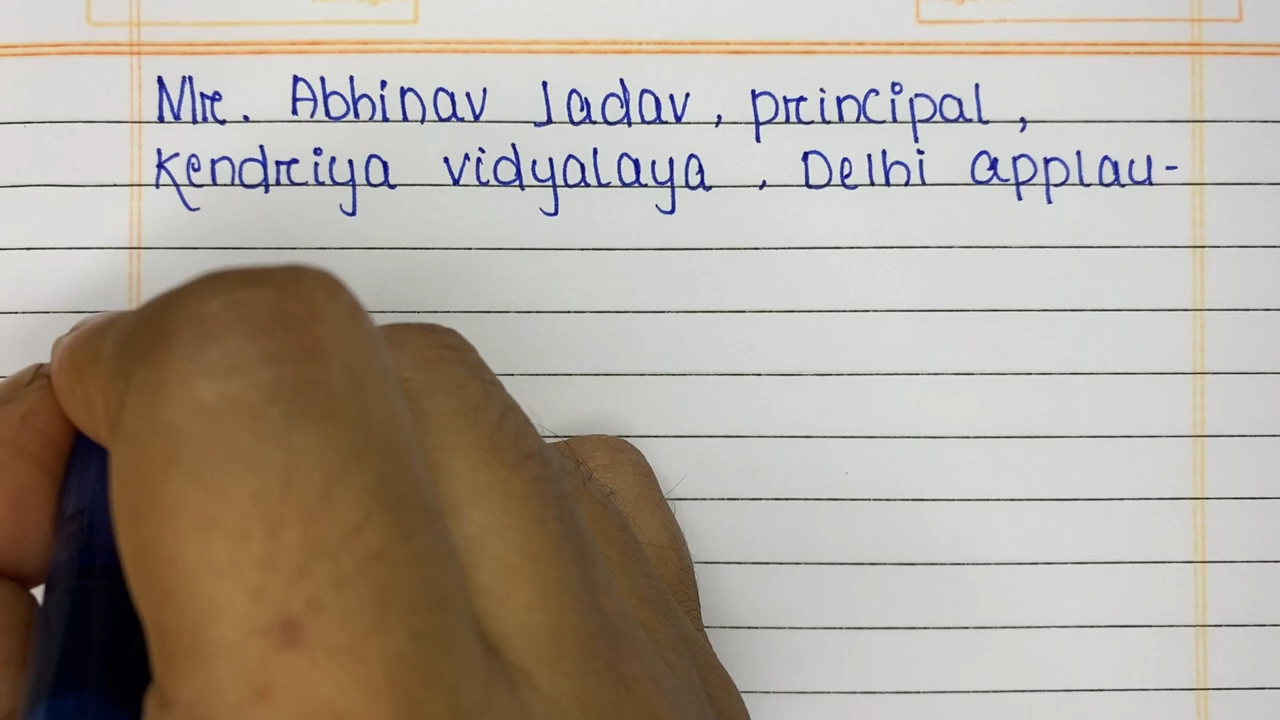 Mr. Abhinav Jadav, principal,
Kendriya vidyalaya, Delhi applau-